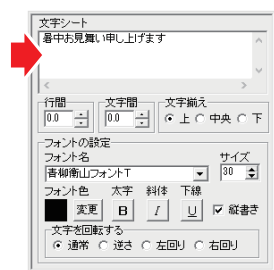 文字シート
暑中お見舞い申し上げます
行間 文字間 文字揃え
0.0 0.0 上 中央 下
フォントの設定
フォント名 サイズ
青柳衡山フォントT 30
フォント色 太字 斜体 下線
変更 B I U 縦書き
文字を回転する
通常 逆さ 左回り 右回り